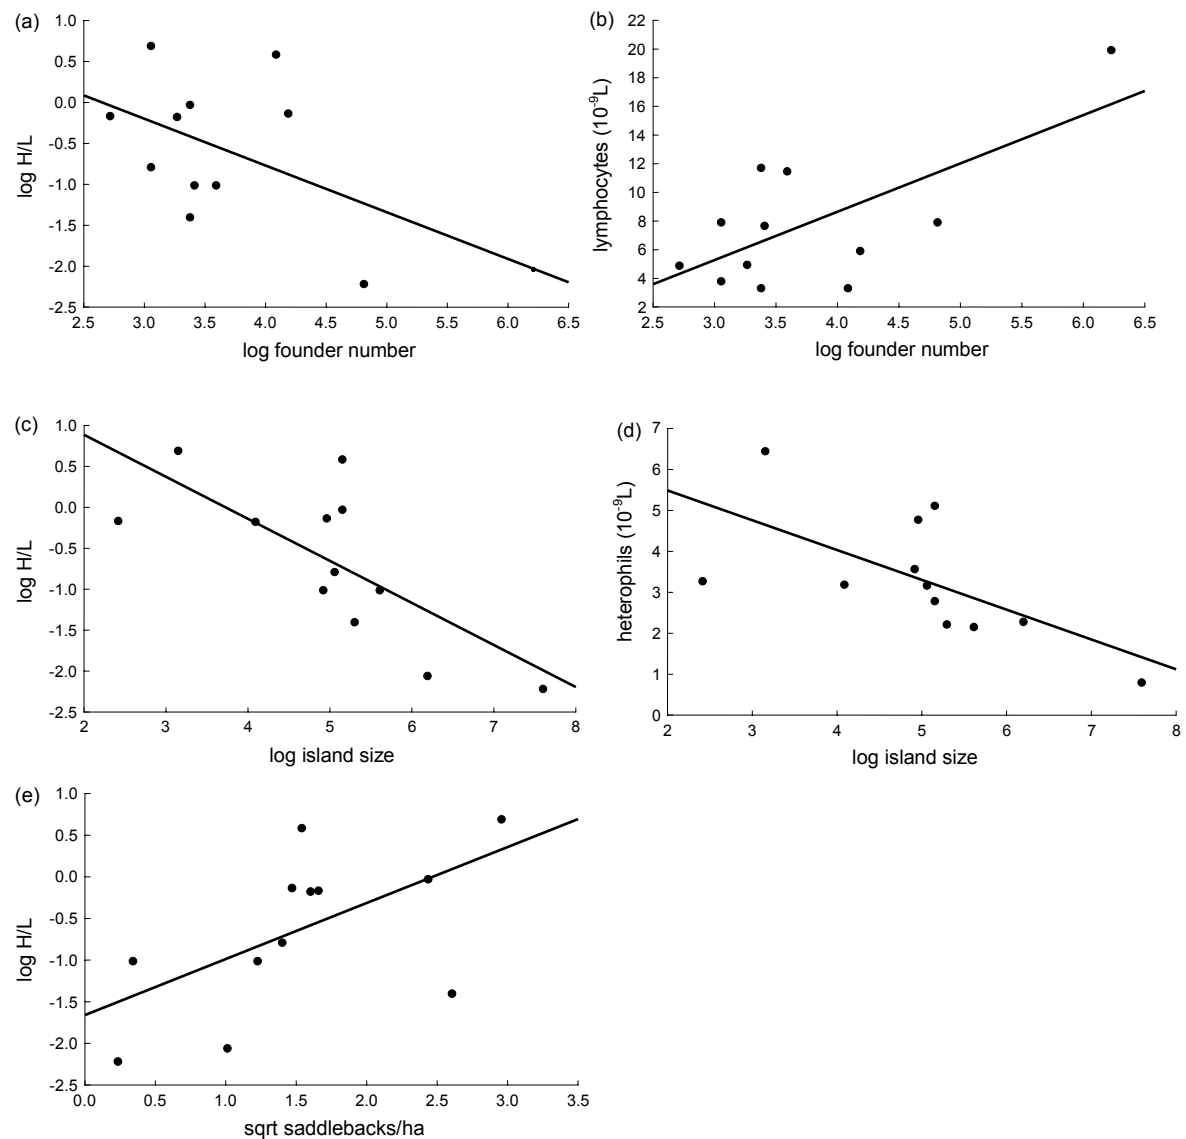 (a)
1.0
0.5
0.0
-0.5
-1.0
-1.5
-2.0
-2.5
log H/L
2.5 3.0 3.5 4.0 4.5 5.0 5.5 6.0 6.5
log founder number
(b)
22
20
18
16
14
12
10
8
6
4
2
lymphocytes (10⁻⁹L)
2.5 3.0 3.5 4.0 4.5 5.0 5.5 6.0 6.5
log founder number
(c)
1.0
0.5
0.0
-0.5
-1.0
-1.5
-2.0
-2.5
log H/L
2 3 4 5 6 7 8
log island size
(d)
7
6
5
4
3
2
1
0
heterophils (10⁻⁹L)
2 3 4 5 6 7 8
log island size
(e)
1.0
0.5
0.0
-0.5
-1.0
-1.5
-2.0
-2.5
log H/L
0.0 0.5 1.0 1.5 2.0 2.5 3.0 3.5
sqrt saddlebacks/ha